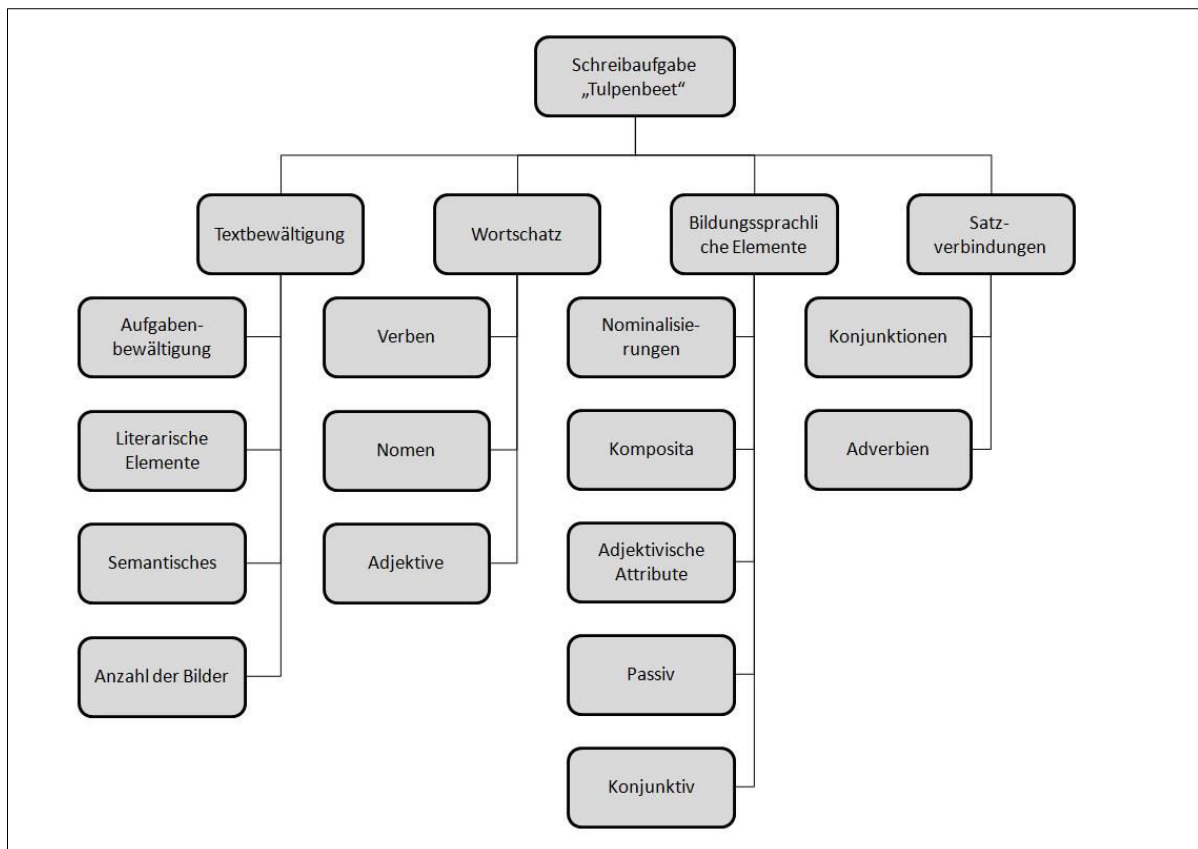 Schreibaufgabe
„Tulpenbeet“
Textbewältigung
Wortschatz
Bildungssprachli
che Elemente
Satz-
verbindungen
Aufgaben-
bewältigung
Literarische
Elemente
Semantisches
Anzahl der Bilder
Verben
Nomen
Adjektive
Nominalisie-
rungen
Komposita
Adjektivische
Attribute
Passiv
Konjunktiv
Konjunktionen
Adverbien